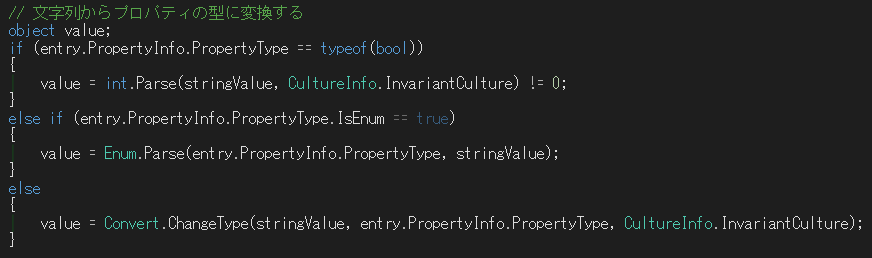 // 文字列からプロパティの型に変換する
object value;
if (entry.PropertyInfo.PropertyType == typeof(bool))
{
    value = int.Parse(stringValue, CultureInfo.InvariantCulture) != 0;
}
else if (entry.PropertyInfo.PropertyType.IsEnum == true)
{
    value = Enum.Parse(entry.PropertyInfo.PropertyType, stringValue);
}
else
{
    value = Convert.ChangeType(stringValue, entry.PropertyInfo.PropertyType, CultureInfo.InvariantCulture);
}